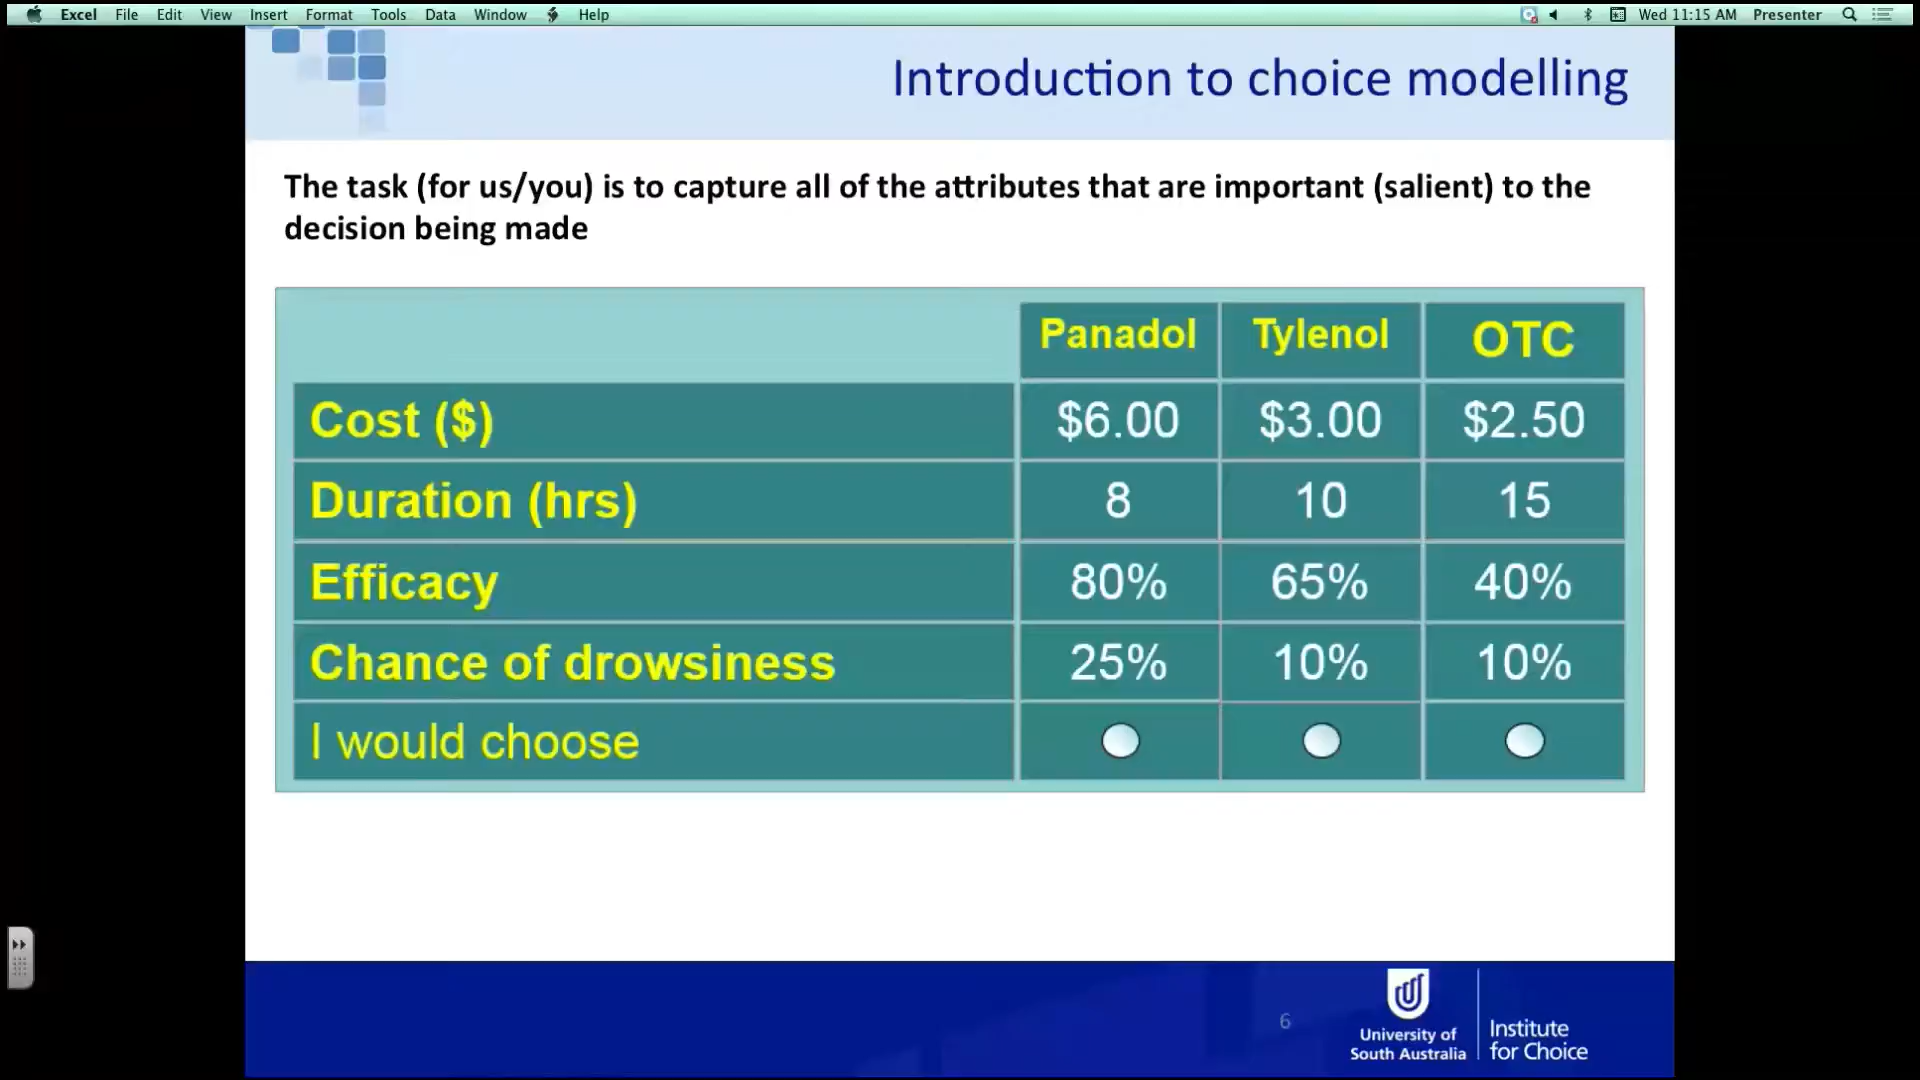 Excel File Edit View Insert Format Tools Data Window Help Wed 11:15 AM Presenter
Introduction to choice modelling
The task (for us/you) is to capture all of the attributes that are important (salient) to the
decision being made
Panadol Tylenol OTC
Cost ($) $6.00 $3.00 $2.50
Duration (hrs) 8 10 15
Efficacy 80% 65% 40%
Chance of drowsiness 25% 10% 10%
I would choose
6
University of
South Australia
Institute
for Choice